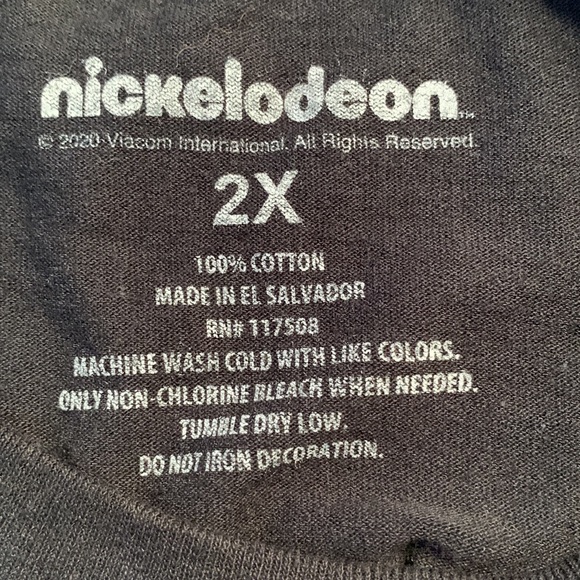 nickelodeon™
© 2020 Viacom International. All Rights Reserved.
2X
100% COTTON
MADE IN EL SALVADOR
RN# 117508
MACHINE WASH COLD WITH LIKE COLORS.
ONLY NON-CHLORINE BLEACH WHEN NEEDED.
TUMBLE DRY LOW.
DO NOT IRON DECORATION.